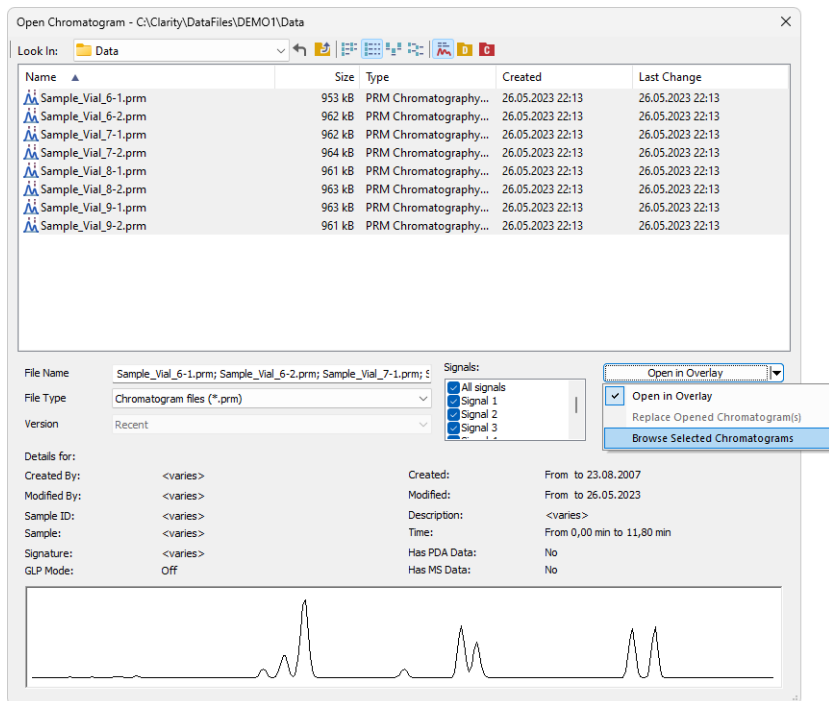 Open Chromatogram - C:\Clarity\DataFiles\DEMO1\Data
Look In: Data
Name Size Type Created Last Change
Sample_Vial_6-1.prm 953 kB PRM Chromatography... 26.05.2023 22:13 26.05.2023 22:13
Sample_Vial_6-2.prm 962 kB PRM Chromatography... 26.05.2023 22:13 26.05.2023 22:13
Sample_Vial_7-1.prm 962 kB PRM Chromatography... 26.05.2023 22:13 26.05.2023 22:13
Sample_Vial_7-2.prm 964 kB PRM Chromatography... 26.05.2023 22:13 26.05.2023 22:13
Sample_Vial_8-1.prm 961 kB PRM Chromatography... 26.05.2023 22:13 26.05.2023 22:13
Sample_Vial_8-2.prm 963 kB PRM Chromatography... 26.05.2023 22:13 26.05.2023 22:13
Sample_Vial_9-1.prm 963 kB PRM Chromatography... 26.05.2023 22:13 26.05.2023 22:13
Sample_Vial_9-2.prm 961 kB PRM Chromatography... 26.05.2023 22:13 26.05.2023 22:13
File Name Sample_Vial_6-1.prm; Sample_Vial_6-2.prm; Sample_Vial_7-1.prm; S
File Type Chromatogram files (*.prm)
Version Recent
Signals:
All signals
Signal 1
Signal 2
Signal 3
Open in Overlay
Open in Overlay
Replace Opened Chromatogram(s)
Browse Selected Chromatograms
Details for:
Created By: <varies> Created: From to 23.08.2007
Modified By: <varies> Modified: From to 26.05.2023
Sample ID: <varies> Description: <varies>
Sample: <varies> Time: From 0,00 min to 11,80 min
Signature: <varies> Has PDA Data: No
GLP Mode: Off Has MS Data: No